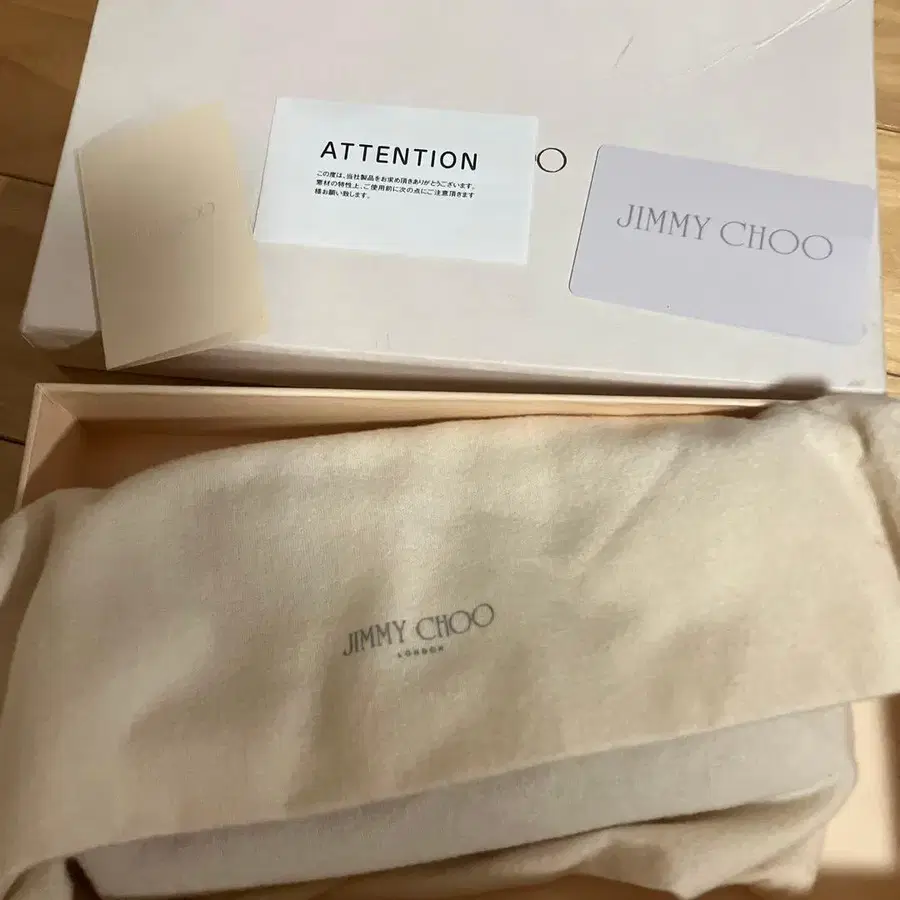 ATTENTION
この度は、当社製品をお求め頂きありがとうございます。
素材の特性上、ご使用前に次の点にご注意頂きます
様お願い致します。
OO
JIMMY CHOO
JIMMY CHOO
LONDON